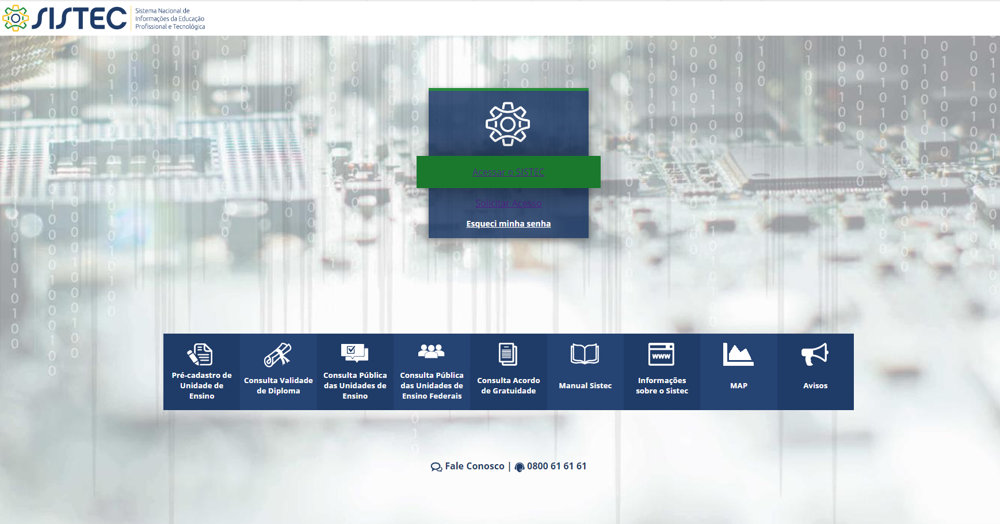 SISTEC
Sistema Nacional de
Informações da Educação
Profissional e Tecnológica
Acessar o SISTEC
Solicitar Acesso
Esqueci minha senha
Pré-cadastro de
Unidade de
Ensino
Consulta Validade
de Diploma
Consulta Pública
das Unidades de
Ensino
Consulta Pública
das Unidades de
Ensino Federais
Consulta Acordo
de Gratuidade
Manual Sistec
www
Informações
sobre o Sistec
MAP
Avisos
Fale Conosco | 0800 61 61 61